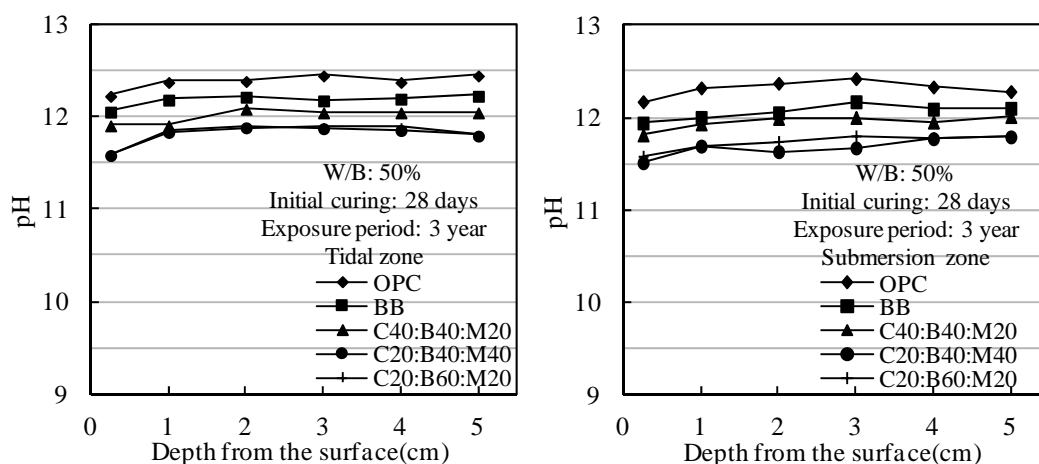 13
12
11
10
9
pH
W/B: 50%
Initial curing: 28 days
Exposure period: 3 year
Tidal zone
OPC
BB
C40:B40:M20
C20:B40:M40
C20:B60:M20
0 1 2 3 4 5
Depth from the surface(cm)
13
12
11
10
9
pH
W/B: 50%
Initial curing: 28 days
Exposure period: 3 year
Submersion zone
OPC
BB
C40:B40:M20
C20:B40:M40
C20:B60:M20
0 1 2 3 4 5
Depth from the surface(cm)